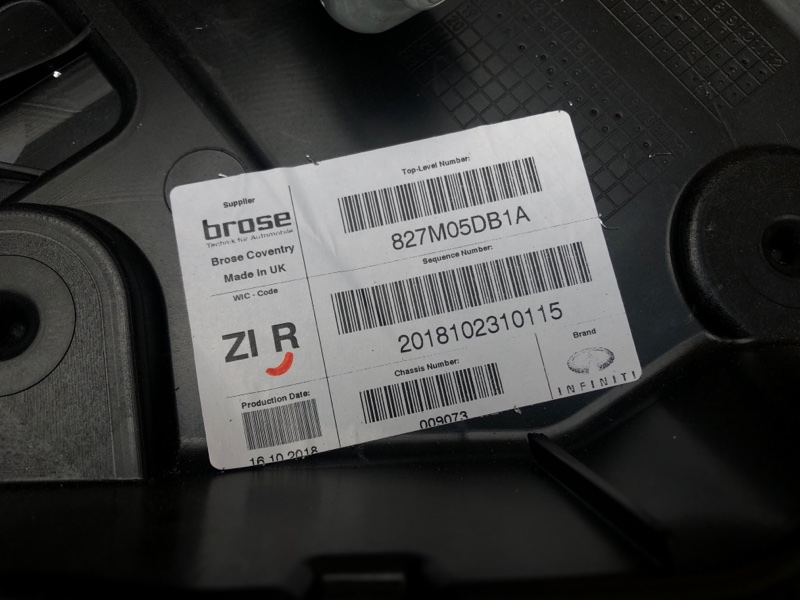 Supplier
brose
Technik für Automobile
Brose Coventry
Made in UK
WIC - Code
ZI R
Production Date:
16.10.2018
Top-Level Number:
827M05DB1A
Sequence Number:
2018102310115
Chassis Number:
009073
Brand
INFINITI